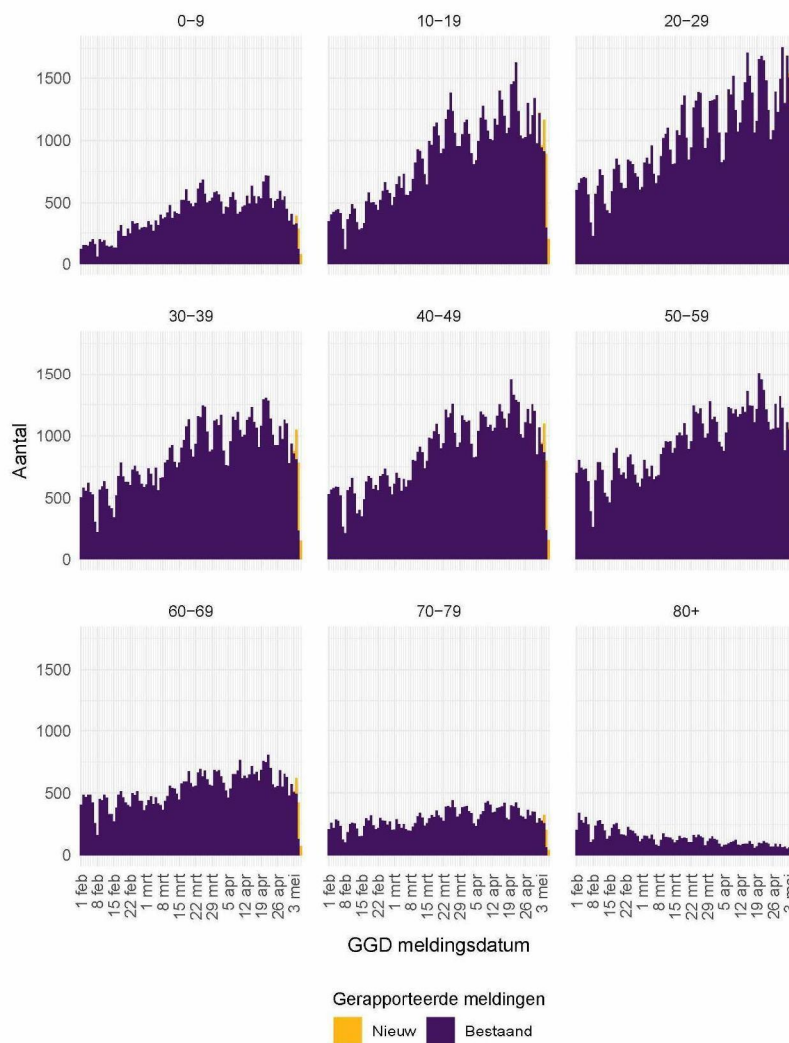 0−9 10−19 20−29
1500
1000
500
0
30−39 40−49 50−59
1500
1000
500
0
Aantal
60−69 70−79 80+
1500
1000
500
0
1 feb 8 feb 15 feb 22 feb 1 mrt 8 mrt 15 mrt 22 mrt 29 mrt 5 apr 12 apr 19 apr 26 apr 3 mei
1 feb 8 feb 15 feb 22 feb 1 mrt 8 mrt 15 mrt 22 mrt 29 mrt 5 apr 12 apr 19 apr 26 apr 3 mei
1 feb 8 feb 15 feb 22 feb 1 mrt 8 mrt 15 mrt 22 mrt 29 mrt 5 apr 12 apr 19 apr 26 apr 3 mei
GGD meldingsdatum
Gerapporteerde meldingen
Nieuw Bestaand